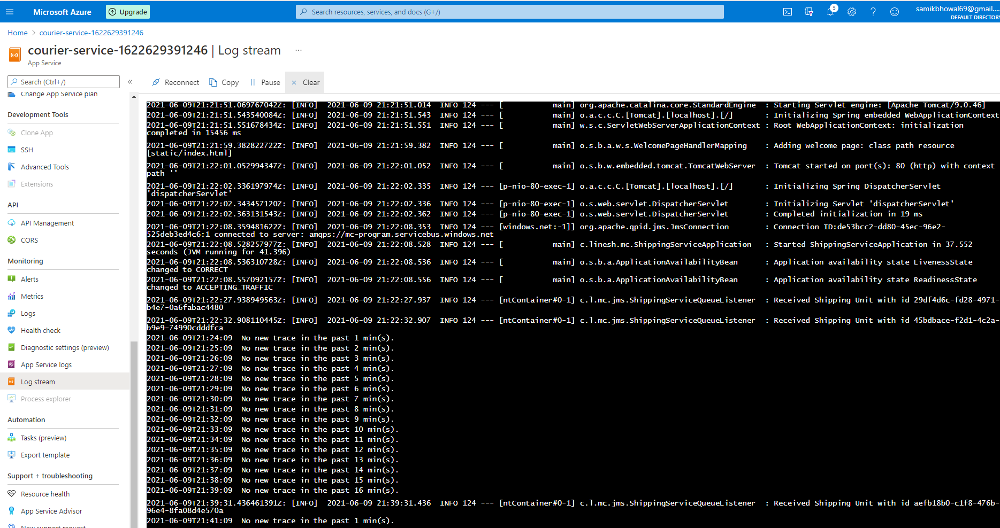 Microsoft Azure
Upgrade
Search resources, services, and docs (G+/)
5
samikbhowal69@gmail....
DEFAULT DIRECTORY
Home > courier-service-1622629391246
courier-service-1622629391246 | Log stream ...
App Service
Search (Ctrl+/)
«
Reconnect
Copy
Pause
Clear
Change App Service plan
Development Tools
Clone App
SSH
Advanced Tools
Extensions
API
API Management
CORS
Monitoring
Alerts
Metrics
Logs
Health check
Diagnostic settings (preview)
App Service logs
Log stream
Process explorer
Automation
Tasks (preview)
Export template
Support + troubleshooting
Resource health
App Service Advisor
New support request
2021-06-09T21:21:51.069767042Z: [INFO]  2021-06-09 21:21:51.014  INFO 124 --- [           main] org.apache.catalina.core.StandardEngine  : Starting Servlet engine: [Apache Tomcat/9.0.46]
2021-06-09T21:21:51.543540084Z: [INFO]  2021-06-09 21:21:51.543  INFO 124 --- [           main] o.a.c.c.C.[Tomcat].[localhost].[/]       : Initializing Spring embedded WebApplicationContext
2021-06-09T21:21:51.551678434Z: [INFO]  2021-06-09 21:21:51.551  INFO 124 --- [           main] w.s.c.ServletWebServerApplicationContext : Root WebApplicationContext: initialization
completed in 15456 ms
2021-06-09T21:21:59.382822722Z: [INFO]  2021-06-09 21:21:59.382  INFO 124 --- [           main] o.s.b.a.w.s.WelcomePageHandlerMapping    : Adding welcome page: class path resource
[static/index.html]
2021-06-09T21:22:01.052994347Z: [INFO]  2021-06-09 21:22:01.052  INFO 124 --- [           main] o.s.b.w.embedded.tomcat.TomcatWebServer  : Tomcat started on port(s): 80 (http) with context
path ''
2021-06-09T21:22:02.336197974Z: [INFO]  2021-06-09 21:22:02.335  INFO 124 --- [p-nio-80-exec-1] o.a.c.c.C.[Tomcat].[localhost].[/]       : Initializing Spring DispatcherServlet
'dispatcherServlet'
2021-06-09T21:22:02.343457120Z: [INFO]  2021-06-09 21:22:02.336  INFO 124 --- [p-nio-80-exec-1] o.s.web.servlet.DispatcherServlet        : Initializing Servlet 'dispatcherServlet'
2021-06-09T21:22:02.363131543Z: [INFO]  2021-06-09 21:22:02.362  INFO 124 --- [p-nio-80-exec-1] o.s.web.servlet.DispatcherServlet        : Completed initialization in 19 ms
2021-06-09T21:22:08.359481622Z: [INFO]  2021-06-09 21:22:08.353  INFO 124 --- [windows.net:-1]] org.apache.qpid.jms.JmsConnection        : Connection ID:de53bcc2-dd80-45ec-96e2-
525deb3ed4c6:1 connected to server: amqps://mc-program.servicebus.windows.net
2021-06-09T21:22:08.528257977Z: [INFO]  2021-06-09 21:22:08.528  INFO 124 --- [           main] c.linesh.mc.ShippingServiceApplication   : Started ShippingServiceApplication in 37.552
seconds (JVM running for 41.396)
2021-06-09T21:22:08.536310728Z: [INFO]  2021-06-09 21:22:08.536  INFO 124 --- [           main] o.s.b.a.ApplicationAvailabilityBean      : Application availability state LivenessState
changed to CORRECT
2021-06-09T21:22:08.557092157Z: [INFO]  2021-06-09 21:22:08.556  INFO 124 --- [           main] o.s.b.a.ApplicationAvailabilityBean      : Application availability state ReadinessState
changed to ACCEPTING_TRAFFIC
2021-06-09T21:22:27.938949563Z: [INFO]  2021-06-09 21:22:27.937  INFO 124 --- [ntContainer#0-1] c.l.mc.jms.ShippingServiceQueueListener  : Received Shipping Unit with id 29df4d6c-fd28-4971-
b4e7-0a6fabac4480
2021-06-09T21:22:32.908110445Z: [INFO]  2021-06-09 21:22:32.907  INFO 124 --- [ntContainer#0-1] c.l.mc.jms.ShippingServiceQueueListener  : Received Shipping Unit with id 45bdbace-f2d1-4c2a-
b9e9-74990cdddfca
2021-06-09T21:24:09  No new trace in the past 1 min(s).
2021-06-09T21:25:09  No new trace in the past 2 min(s).
2021-06-09T21:26:09  No new trace in the past 3 min(s).
2021-06-09T21:27:09  No new trace in the past 4 min(s).
2021-06-09T21:28:09  No new trace in the past 5 min(s).
2021-06-09T21:29:09  No new trace in the past 6 min(s).
2021-06-09T21:30:09  No new trace in the past 7 min(s).
2021-06-09T21:31:09  No new trace in the past 8 min(s).
2021-06-09T21:32:09  No new trace in the past 9 min(s).
2021-06-09T21:33:09  No new trace in the past 10 min(s).
2021-06-09T21:34:09  No new trace in the past 11 min(s).
2021-06-09T21:35:09  No new trace in the past 12 min(s).
2021-06-09T21:36:09  No new trace in the past 13 min(s).
2021-06-09T21:37:09  No new trace in the past 14 min(s).
2021-06-09T21:38:09  No new trace in the past 15 min(s).
2021-06-09T21:39:09  No new trace in the past 16 min(s).
2021-06-09T21:39:31.436461391Z: [INFO]  2021-06-09 21:39:31.436  INFO 124 --- [ntContainer#0-1] c.l.mc.jms.ShippingServiceQueueListener  : Received Shipping Unit with id aefb18b0-c1f8-476b-
96e4-8fa08d4e570a
2021-06-09T21:41:09  No new trace in the past 1 min(s).